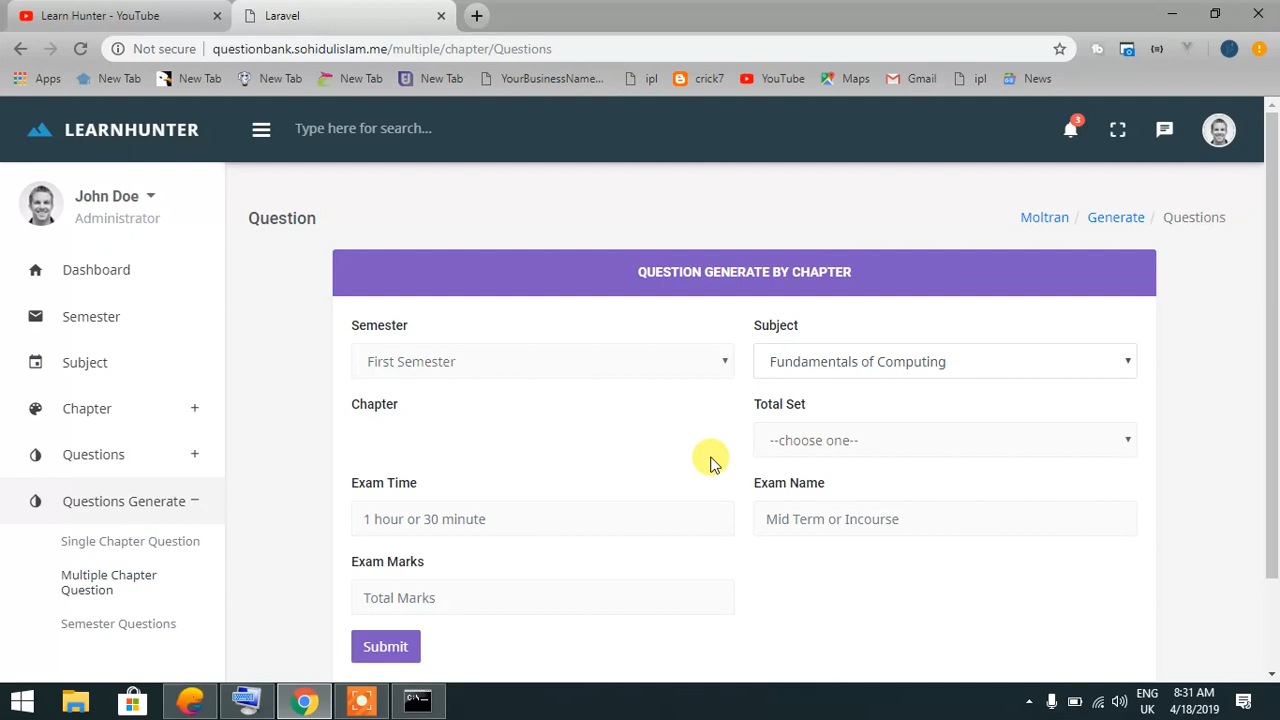 Learn Hunter - YouTube
Laravel
Not secure
questionbank.sohidulislam.me/multiple/chapter/Questions
Apps
New Tab
New Tab
New Tab
New Tab
New Tab
YourBusinessName...
ipl
crick7
YouTube
Maps
Gmail
ipl
News
LEARNHUNTER
Type here for search...
3
John Doe
Administrator
Dashboard
Semester
Subject
Chapter +
Questions +
Questions Generate −
Single Chapter Question
Multiple Chapter
Question
Semester Questions
Question
Moltran / Generate / Questions
QUESTION GENERATE BY CHAPTER
Semester
Subject
First Semester
Fundamentals of Computing
Chapter
Total Set
--choose one--
Exam Time
Exam Name
1 hour or 30 minute
Mid Term or Incourse
Exam Marks
Total Marks
Submit
ENG
UK
8:31 AM
4/18/2019